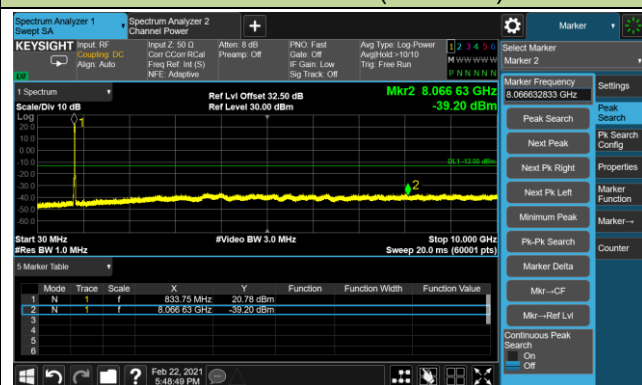 Spectrum Analyzer 1
Swept SA
Spectrum Analyzer 2
Channel Power
+
Marker
KEYSIGHT
Input: RF
Coupling: DC
Align: Auto
Input Z: 50 Ω
Corr CCorr RCal
Freq Ref: Int (S)
NFE: Adaptive
Atten: 8 dB
Preamp: Off
PNO: Fast
Gate: Off
IF Gain: Low
Sig Track: Off
Avg Type: Log-Power
Avg|Hold:>10/10
Trig: Free Run
1 2 3 4 5 6
M W W W W W
P N N N N N
LV
Select Marker
Marker 2
1 Spectrum
Scale/Div 10 dB
Ref Lvl Offset 32.50 dB
Ref Level 30.00 dBm
Mkr2 8.066 63 GHz
-39.20 dBm
Log
20.0
10.0
0.00
-10.0
-20.0
-30.0
-40.0
-50.0
-60.0
1
DL1 -13.00 dBm
2
Start 30 MHz
#Res BW 1.0 MHz
#Video BW 3.0 MHz
Stop 10.000 GHz
Sweep 20.0 ms (60001 pts)
5 Marker Table
Mode Trace Scale X Y Function Function Width Function Value
1 N 1 f 833.75 MHz 20.78 dBm
2 N 1 f 8.066 63 GHz -39.20 dBm
3
4
5
6
Marker Frequency
8.066632833 GHz
Peak Search
Next Peak
Next Pk Right
Next Pk Left
Minimum Peak
Pk-Pk Search
Marker Delta
Mkr→CF
Mkr→Ref Lvl
Continuous Peak
Search
On
Off
Settings
Peak
Search
Pk Search
Config
Properties
Marker
Function
Marker→
Counter
?
Feb 22, 2021
5:48:49 PM